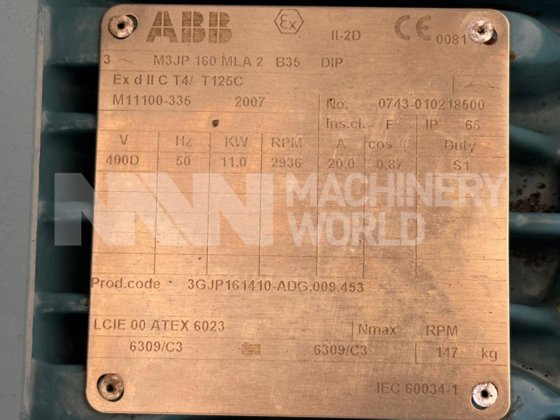 ABB Ex II-2D CE 0081
3 ~ M3JP 160 MLA 2 B35 DIP
Ex d II C T4/ T125C
M11100-335 2007 No. 0743-010218500
Ins.cl. F IP 65
V Hz KW RPM A cos φ Duty
400D 50 11,0 2936 20,0 0,87 S1
MACHINERY
WORLD
Prod.code 3GJP161410-ADG,009,453
LCIE 00 ATEX 6023 Nmax RPM
6309/C3 6309/C3 147 kg
IEC 60034-1